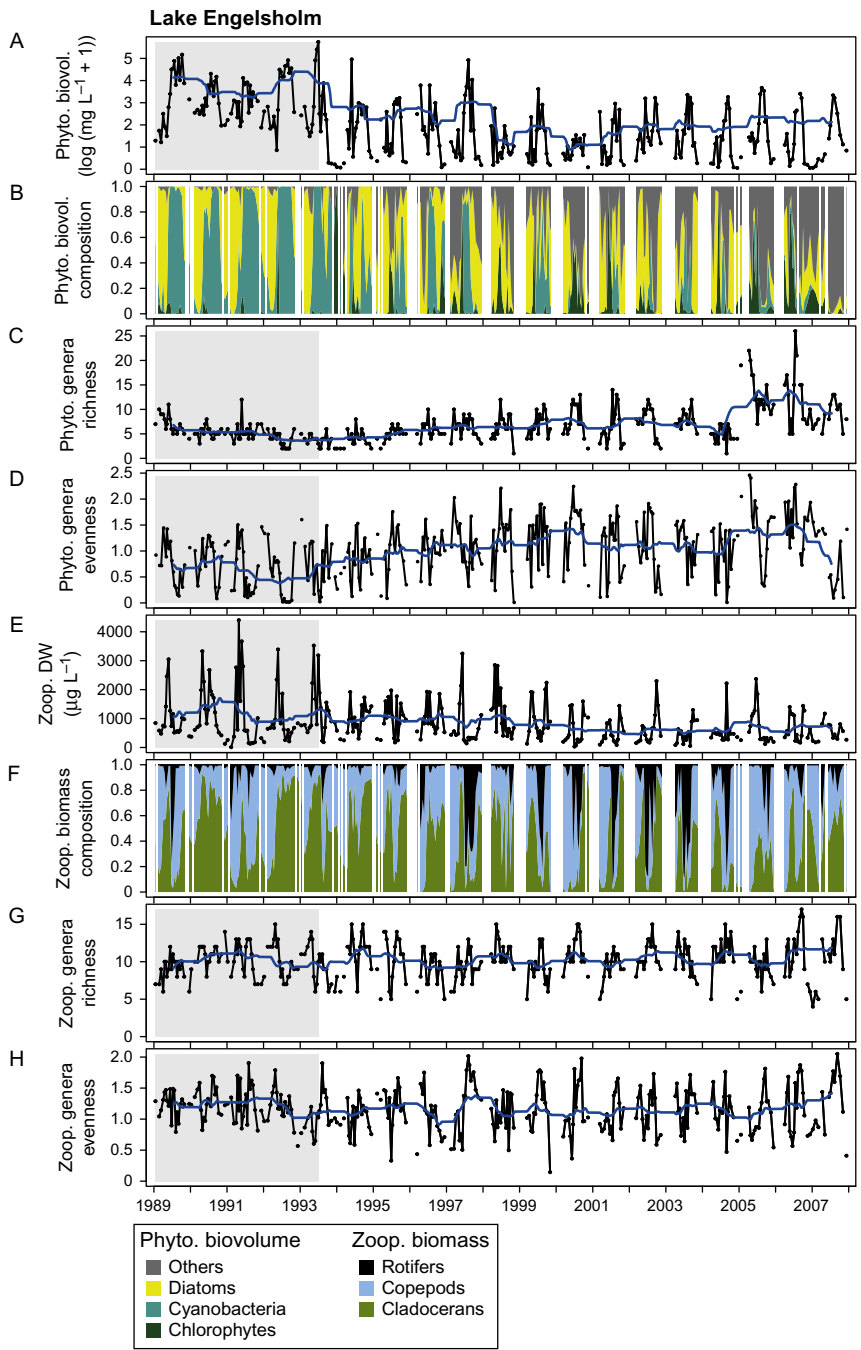 Lake Engelsholm
A
Phyto. biovol.
(log (mg L−1 + 1))
5
4
3
2
1
0
B
Phyto. biovol.
composition
1.0
0.8
0.6
0.4
0.2
0
C
Phyto. genera
richness
25
20
15
10
5
0
D
Phyto. genera
evenness
2.5
2.0
1.5
1.0
0.5
0
E
Zoop. DW
(µg L−1)
4000
3000
2000
1000
0
F
Zoop. biomass
composition
1.0
0.8
0.6
0.4
0.2
0
G
Zoop. genera
richness
15
10
5
0
H
Zoop. genera
evenness
2.0
1.5
1.0
0.5
0
1989 1991 1993 1995 1997 1999 2001 2003 2005 2007
Phyto. biovolume
Others
Diatoms
Cyanobacteria
Chlorophytes
Zoop. biomass
Rotifers
Copepods
Cladocerans